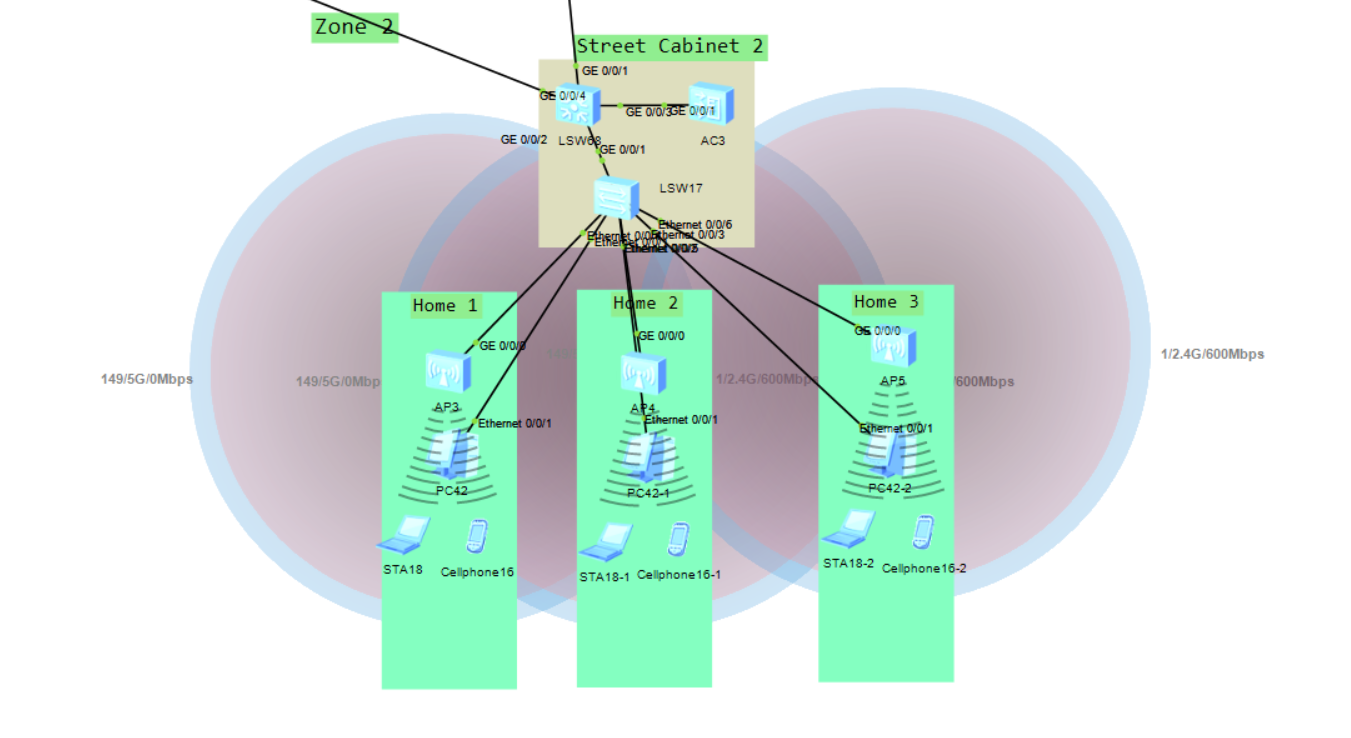 Zone 2
Street Cabinet 2
GE 0/0/1
GE 0/0/4
GE 0/0/3
GE 0/0/1
GE 0/0/2
LSW68
AC3
GE 0/0/1
LSW17
Ethernet 0/0/6
Ethernet 0/0/3
Ethernet
Ethernet
Home 1
Home 2
Home 3
GE 0/0/0
GE 0/0/0
GE 0/0/0
149/5G/0Mbps
149/5G/0Mbp
1/2.4G/600Mbps
/600Mbps
1/2.4G/600Mbps
AP3
AP4
AP5
Ethernet 0/0/1
Ethernet 0/0/1
Ethernet 0/0/1
PC42
PC42-1
PC42-2
STA18
Cellphone16
STA18-1
Cellphone16-1
STA18-2
Cellphone16-2